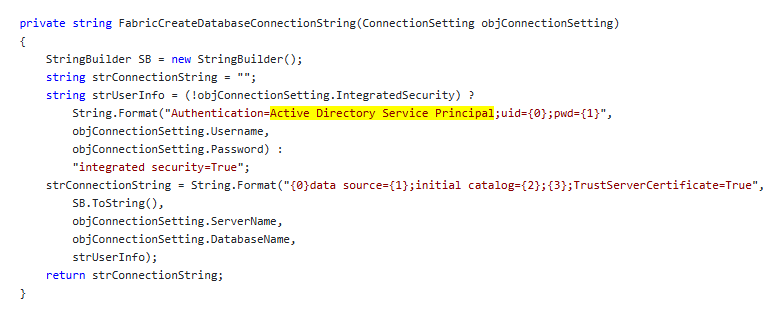 private string FabricCreateDatabaseConnectionString(ConnectionSetting objConnectionSetting)
{
    StringBuilder SB = new StringBuilder();
    string strConnectionString = "";
    string strUserInfo = (!objConnectionSetting.IntegratedSecurity) ?
        String.Format("Authentication=Active Directory Service Principal;uid={0};pwd={1}",
        objConnectionSetting.Username,
        objConnectionSetting.Password) :
        "integrated security=True";
    strConnectionString = String.Format("{0}data source={1};initial catalog={2};{3};TrustServerCertificate=True",
        SB.ToString(),
        objConnectionSetting.ServerName,
        objConnectionSetting.DatabaseName,
        strUserInfo);
    return strConnectionString;
}